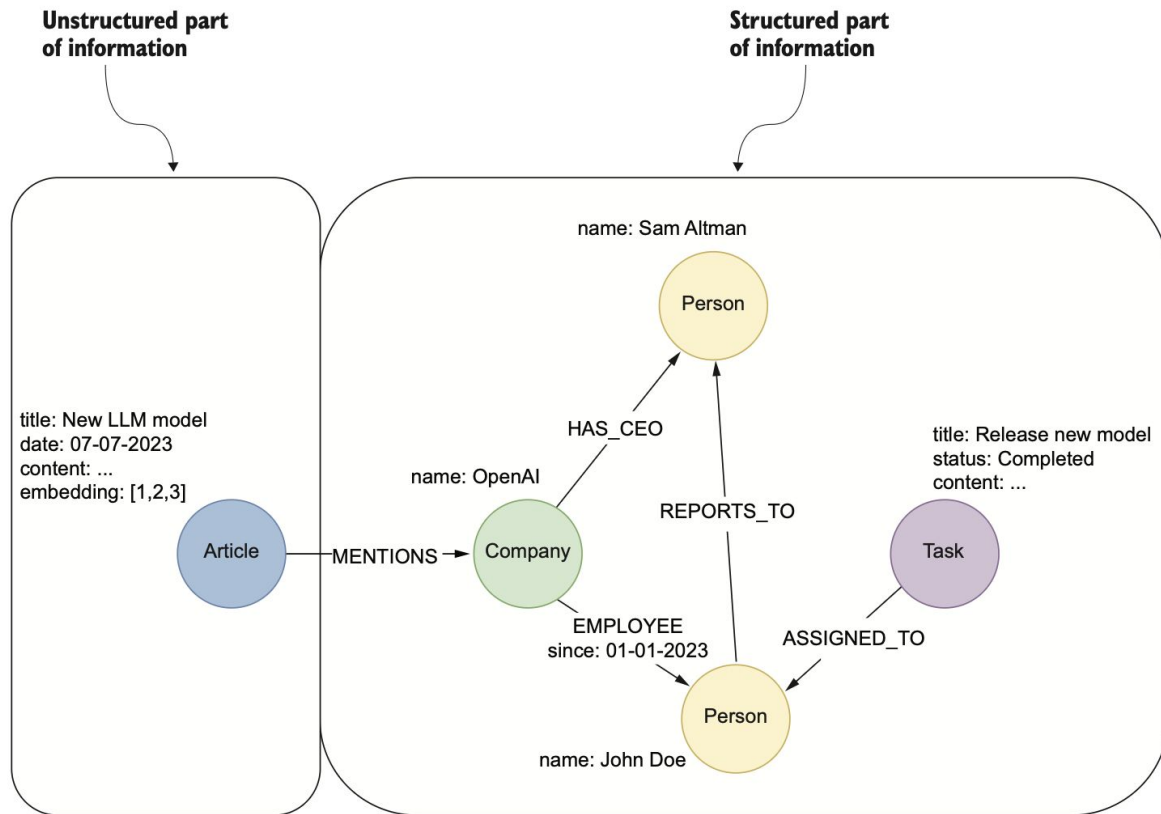 Unstructured part
of information
Structured part
of information
name: Sam Altman
Person
HAS_CEO
title: New LLM model
date: 07-07-2023
content: ...
embedding: [1,2,3]
title: Release new model
status: Completed
content: ...
name: OpenAI
REPORTS_TO
Article
MENTIONS
Company
Task
EMPLOYEE
since: 01-01-2023
ASSIGNED_TO
Person
name: John Doe